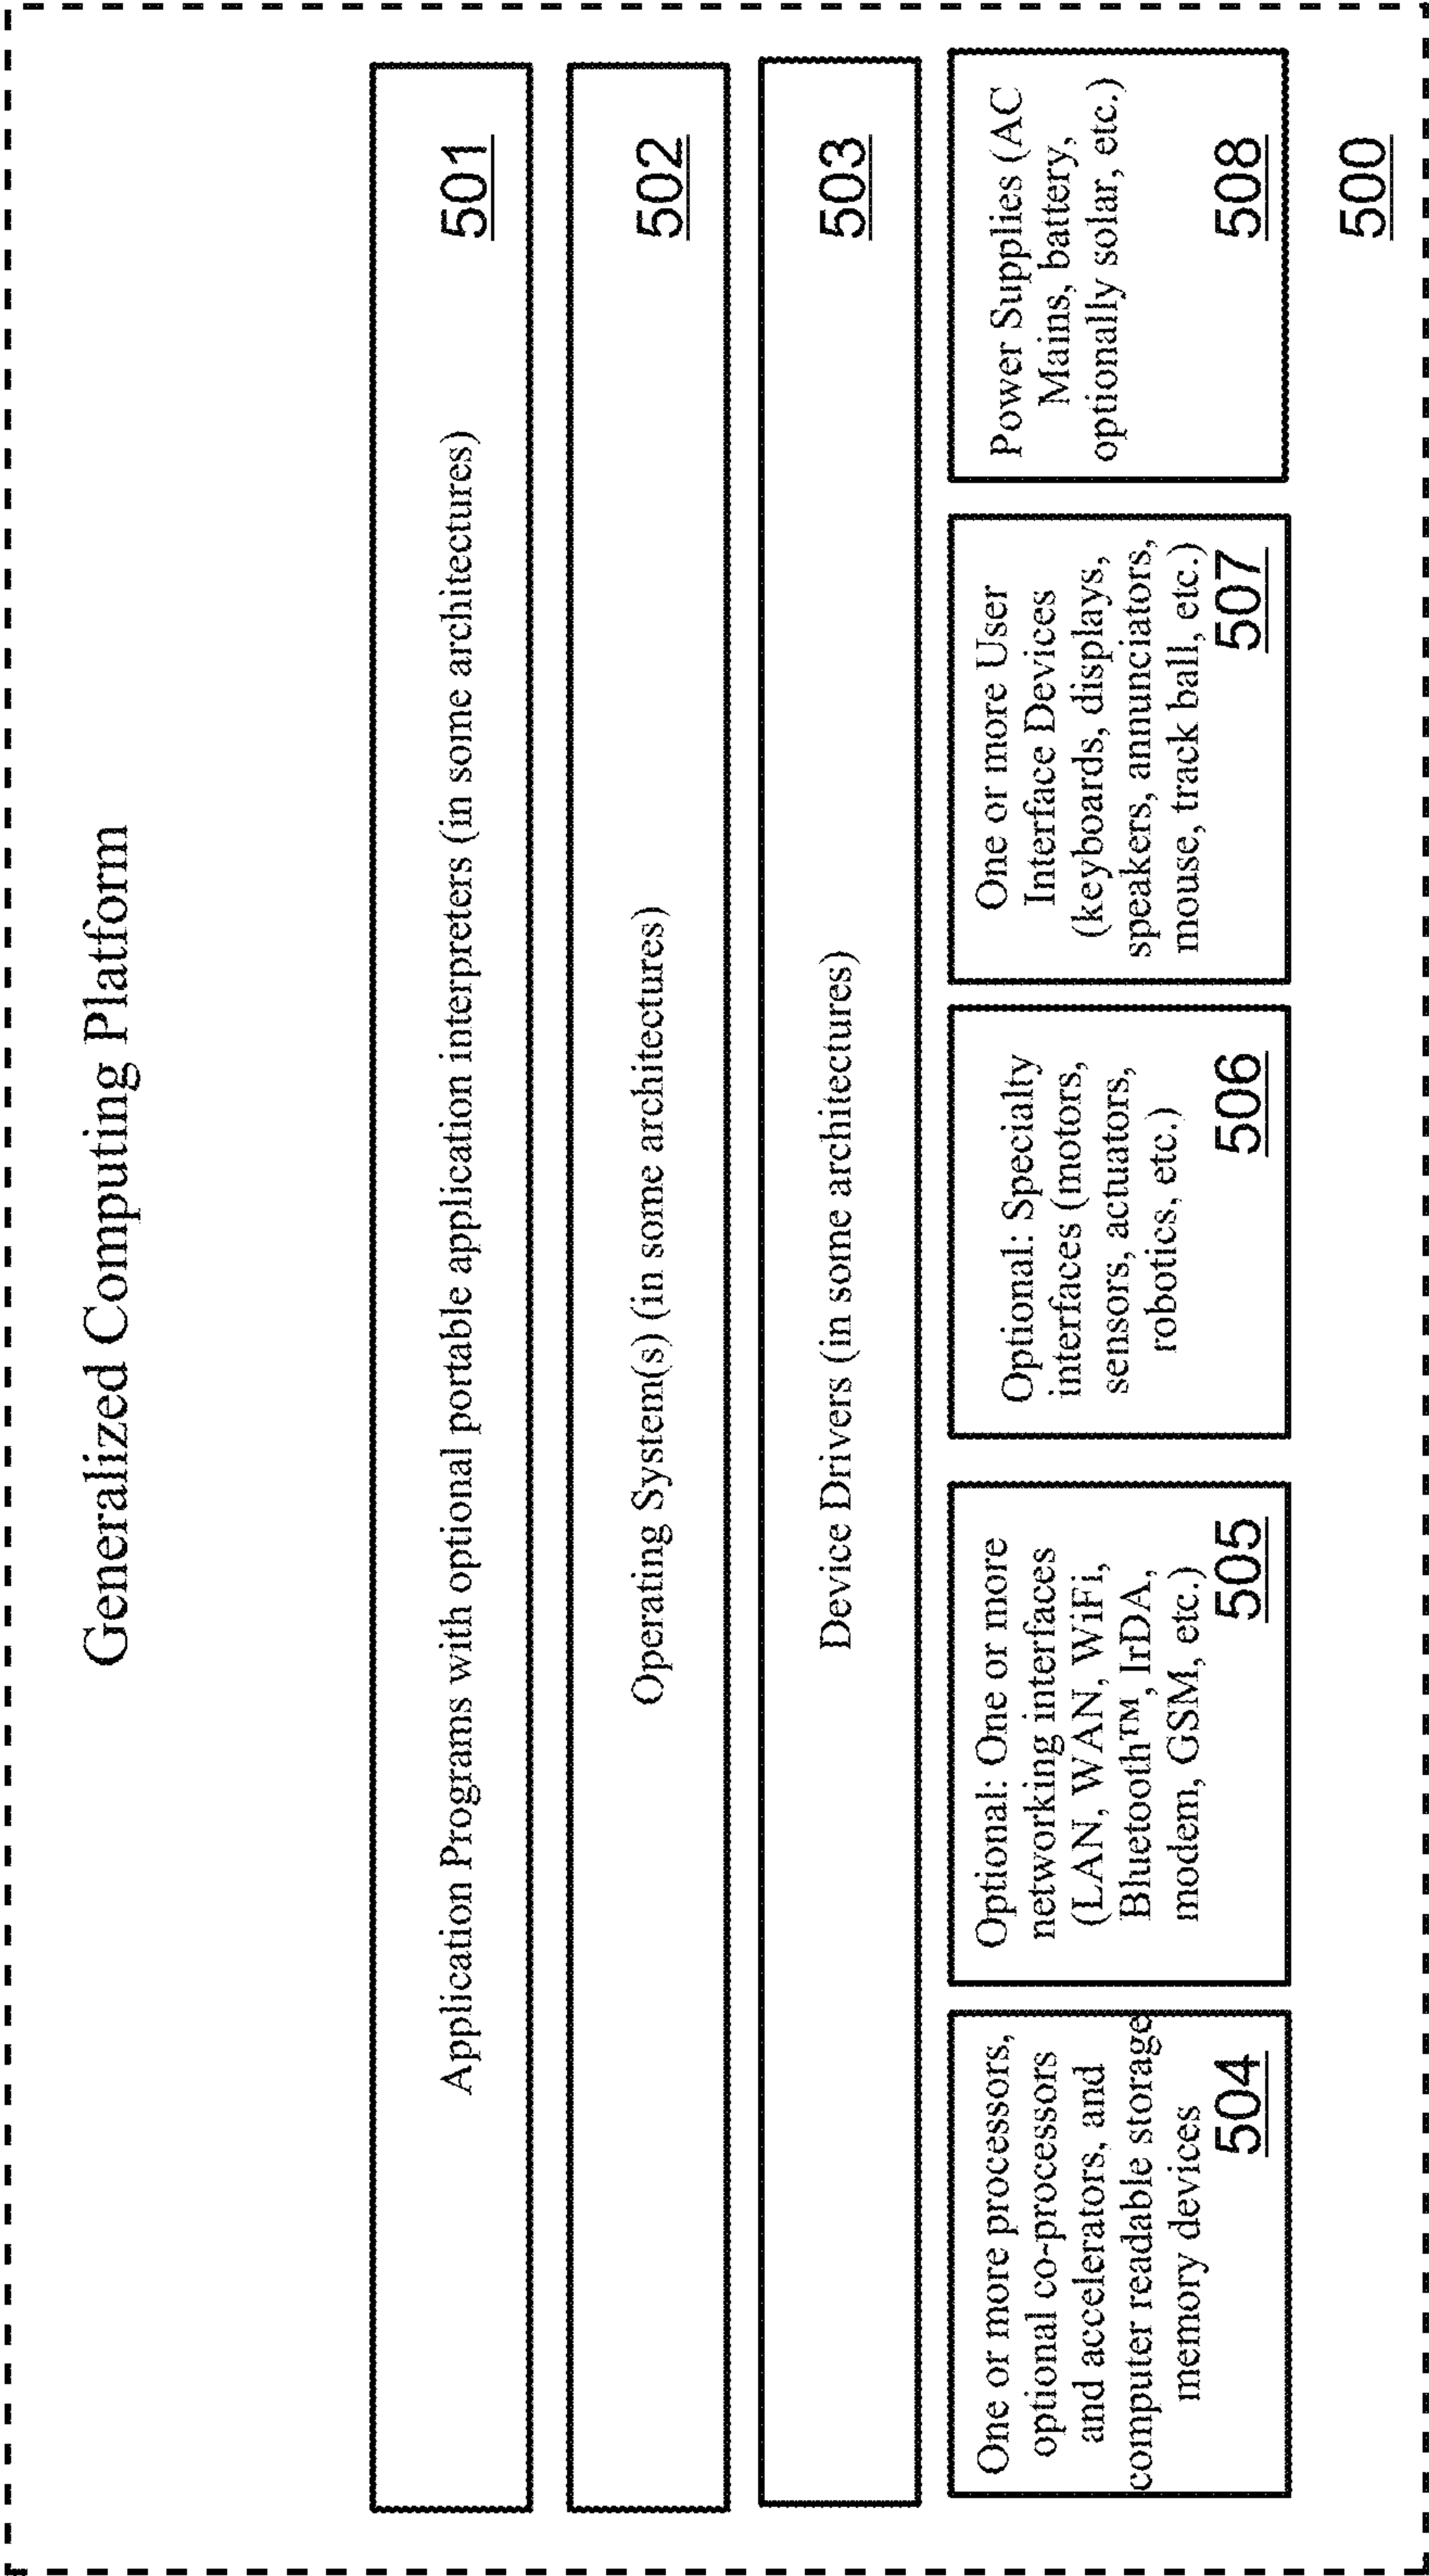 Generalized Computing Platform
Application Programs with optional portable application interpreters (in some architectures)
501
Operating System(s) (in some architectures)
502
Device Drivers (in some architectures)
503
One or more processors,
optional co-processors
and accelerators, and
computer readable storage
memory devices
504
Optional: One or more
networking interfaces
(LAN, WAN, WiFi,
Bluetooth™, IrDA,
modem, GSM, etc.)
505
Optional: Specialty
interfaces (motors,
sensors, actuators,
robotics, etc.)
506
One or more User
Interface Devices
(keyboards, displays,
speakers, annunciators,
mouse, track ball, etc.)
507
Power Supplies (AC
Mains, battery,
optionally solar, etc.)
508
500